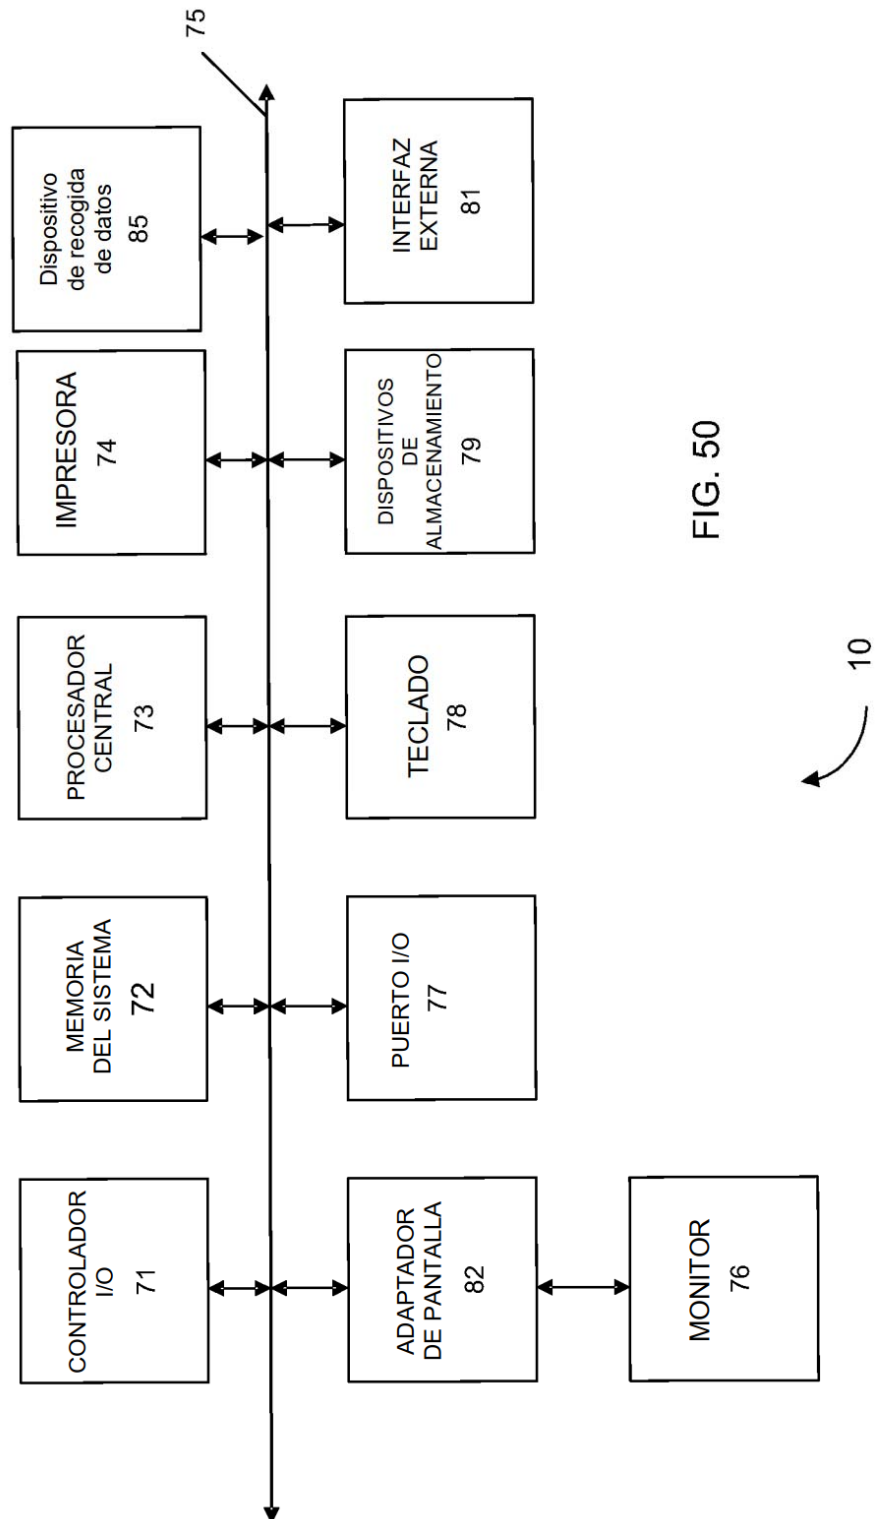 CONTROLADOR
I/O
71
MEMORIA
DEL SISTEMA
72
PROCESADOR
CENTRAL
73
IMPRESORA
74
Dispositivo
de recogida
de datos
85
75
ADAPTADOR
DE PANTALLA
82
PUERTO I/O
77
TECLADO
78
DISPOSITIVOS
DE
ALMACENAMIENTO
79
INTERFAZ
EXTERNA
81
MONITOR
76
FIG. 50
10